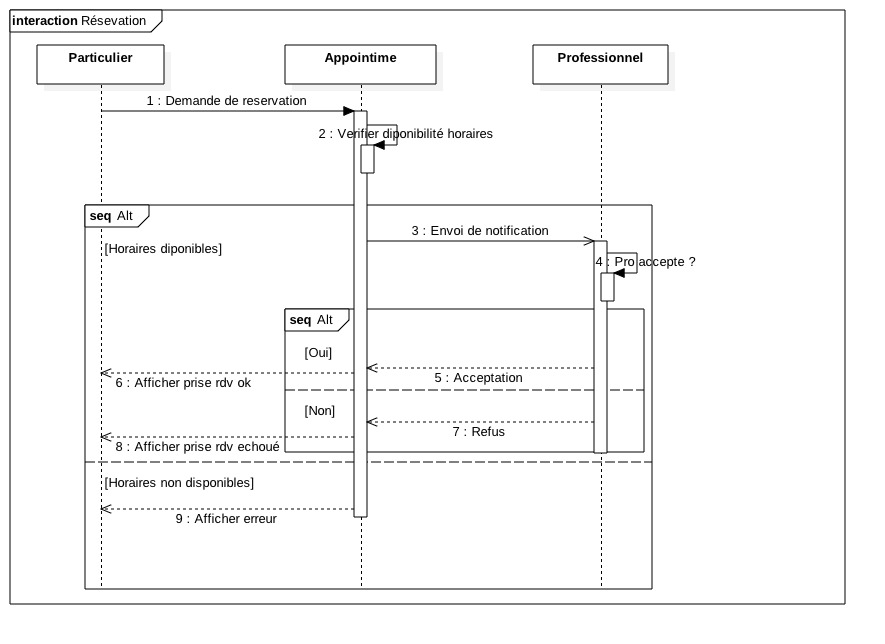 interaction Résevation
Particulier
Appointime
Professionnel
1 : Demande de reservation
2 : Verifier diponibilité horaires
seq Alt
3 : Envoi de notification
[Horaires diponibles]
4 : Pro accepte ?
seq Alt
[Oui]
5 : Acceptation
6 : Afficher prise rdv ok
[Non]
7 : Refus
8 : Afficher prise rdv echoué
[Horaires non disponibles]
9 : Afficher erreur